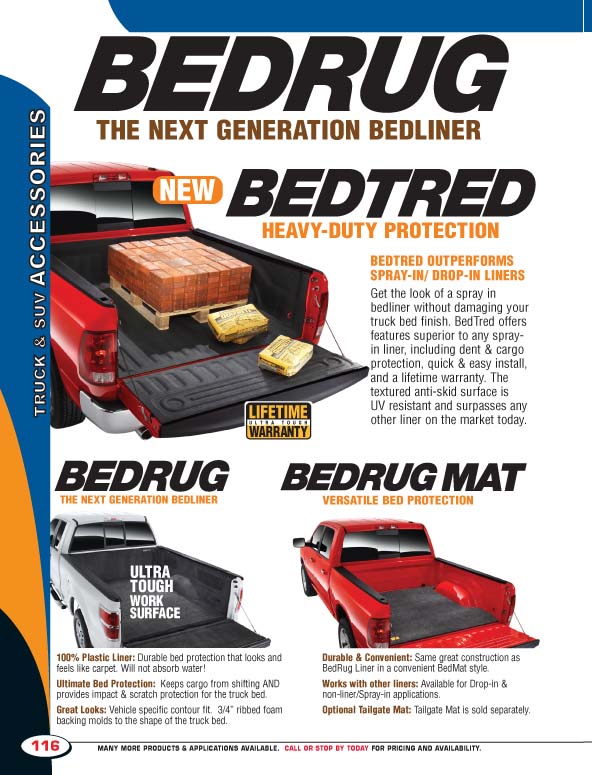 BEDRUG
THE NEXT GENERATION BEDLINER
TRUCK & SUV ACCESSORIES
NEW BEDTRED
HEAVY-DUTY PROTECTION
BEDTRED OUTPERFORMS
SPRAY-IN/ DROP-IN LINERS
Get the look of a spray in
bedliner without damaging your
truck bed finish. BedTred offers
features superior to any spray-
in liner, including dent & cargo
protection, quick & easy install,
and a lifetime warranty. The
textured anti-skid surface is
UV resistant and surpasses any
other liner on the market today.
LIFETIME
ULTRA TOUGH
WARRANTY
BEDRUG
THE NEXT GENERATION BEDLINER
ULTRA
TOUGH
WORK
SURFACE
100% Plastic Liner: Durable bed protection that looks and
feels like carpet. Will not absorb water!
Ultimate Bed Protection: Keeps cargo from shifting AND
provides impact & scratch protection for the truck bed.
Great Looks: Vehicle specific contour fit. 3/4" ribbed foam
backing molds to the shape of the truck bed.
BEDRUG MAT
VERSATILE BED PROTECTION
Durable & Convenient: Same great construction as
BedRug Liner in a convenient BedMat style.
Works with other liners: Available for Drop-in &
non-liner/Spray-in applications.
Optional Tailgate Mat: Tailgate Mat is sold separately.
116
MANY MORE PRODUCTS & APPLICATIONS AVAILABLE. CALL OR STOP BY TODAY FOR PRICING AND AVAILABILITY.